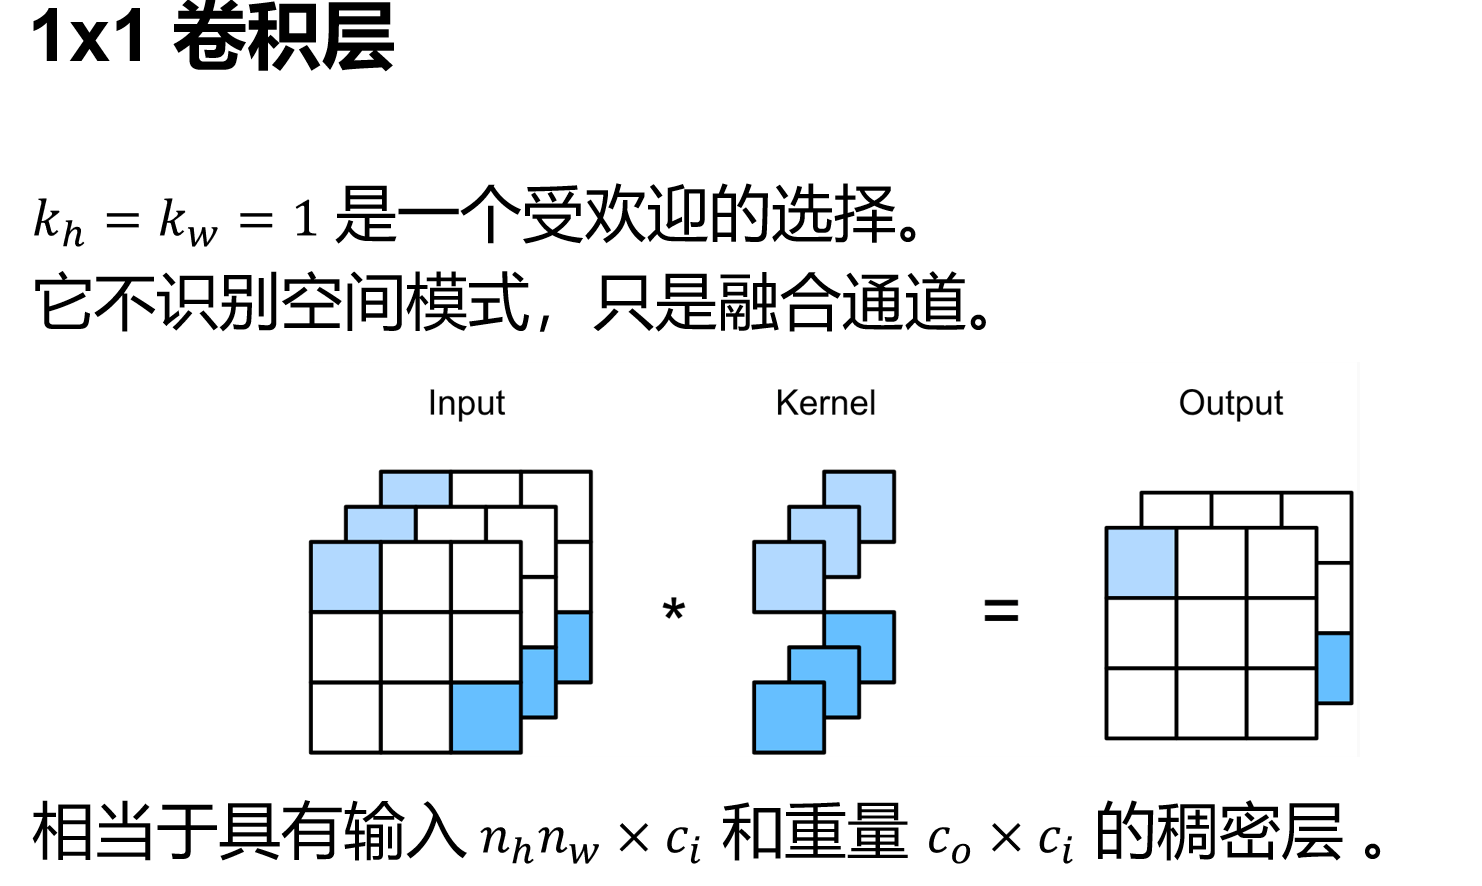 1x1 卷积层
k_h = k_w = 1 是一个受欢迎的选择。
它不识别空间模式，只是融合通道。
Input Kernel Output
* =
相当于具有输入 n_h n_w × c_i 和重量 c_o × c_i 的稠密层 。